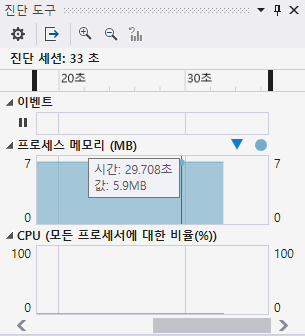 진단 도구
진단 세션: 33 초
20초 30초
이벤트
프로세스 메모리 (MB)
7 7
시간: 29.708초
값: 5.9MB
0 0
CPU (모든 프로세서에 대한 비율(%))
100 100
0 0